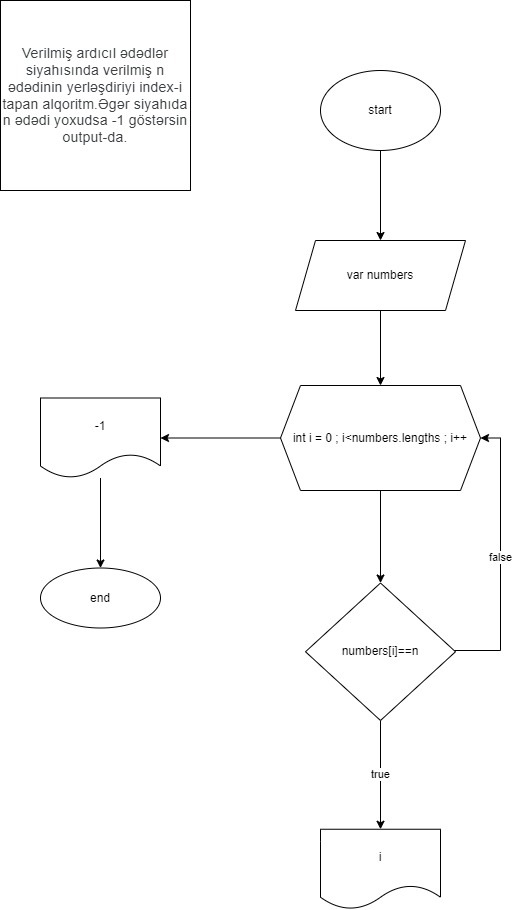 Verilmiş ardıcıl ədədlər
siyahısında verilmiş n
ədədinin yerləşdiriyi index-i
tapan alqoritm.Əgər siyahıda
n ədədi yoxudsa -1 göstərsin
output-da.
start
var numbers
int i = 0 ; i<numbers.lengths ; i++
-1
end
false
numbers[i]==n
true
i